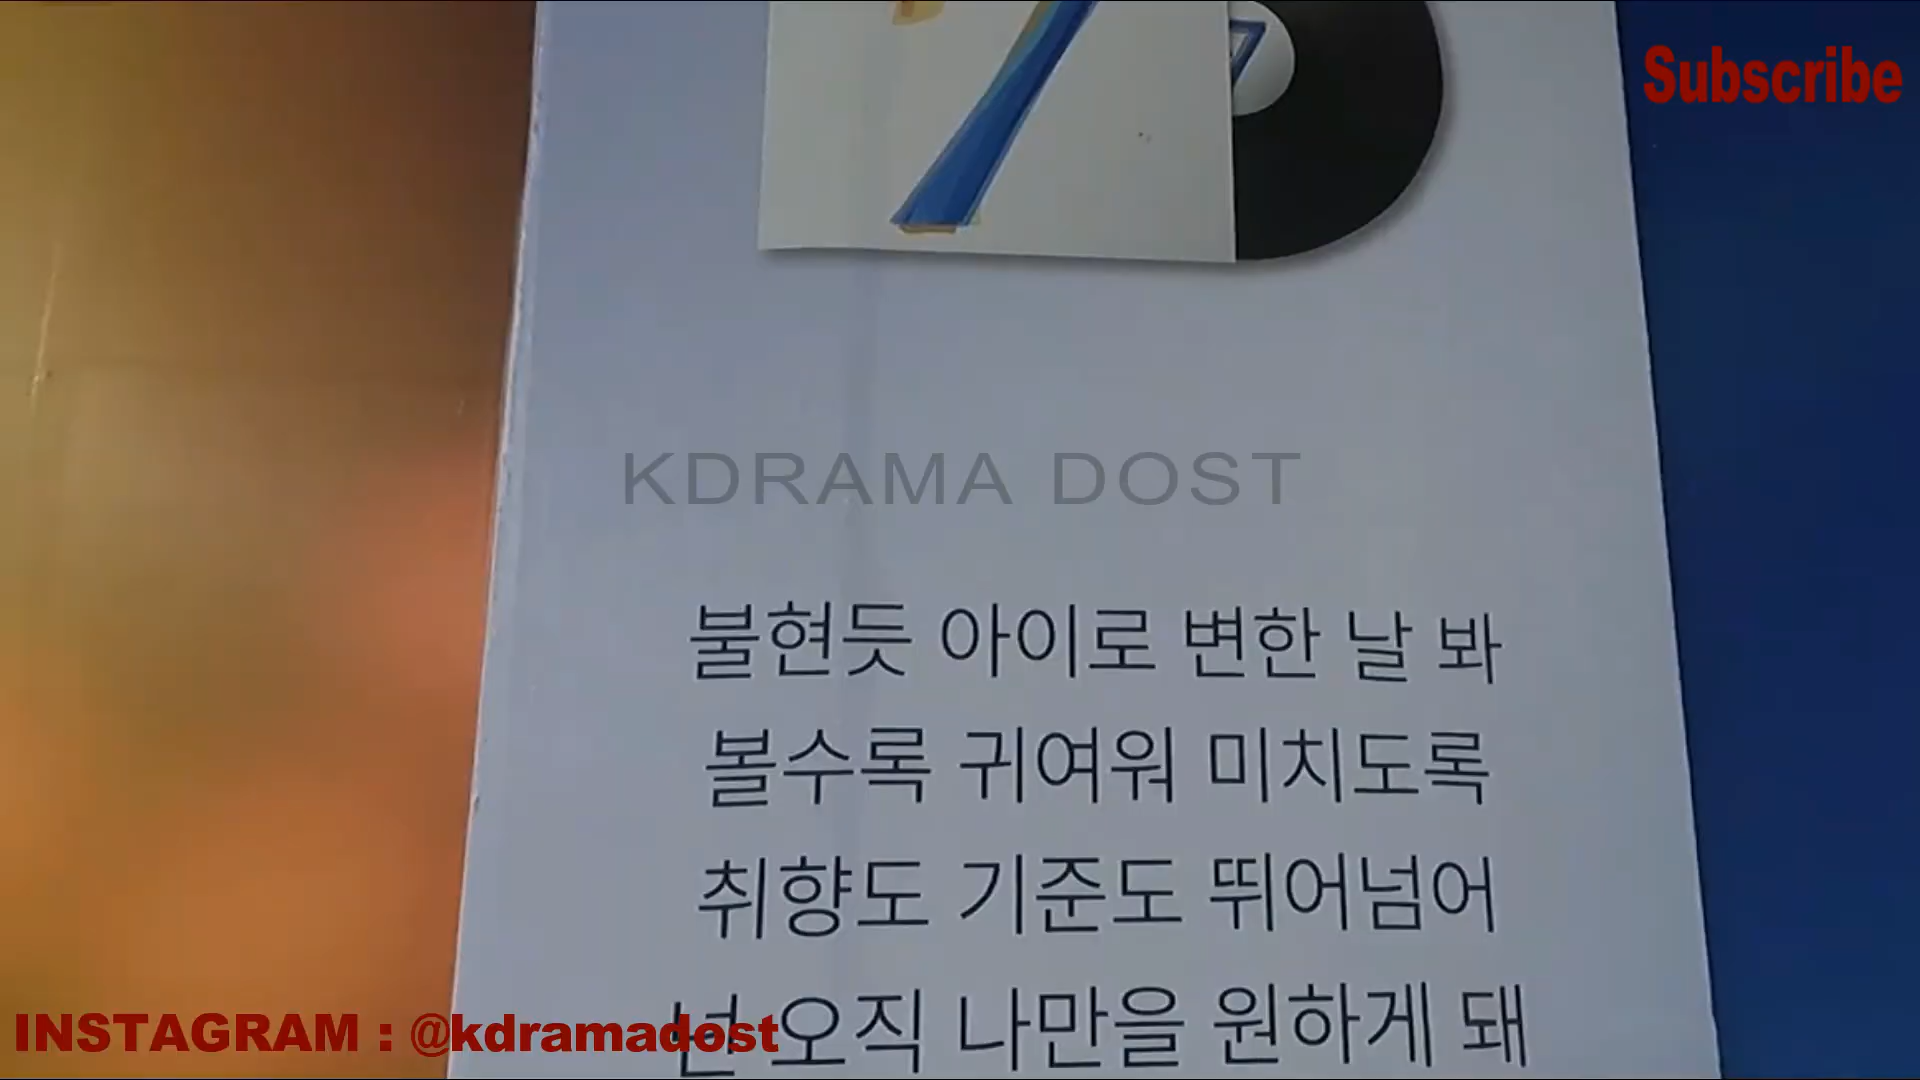 Subscribe
KDRAMA DOST
불현듯 아이로 변한 날 봐
볼수록 귀여워 미치도록
취향도 기준도 뛰어넘어
넌 오직 나만을 원하게 돼
INSTAGRAM : @kdramadost